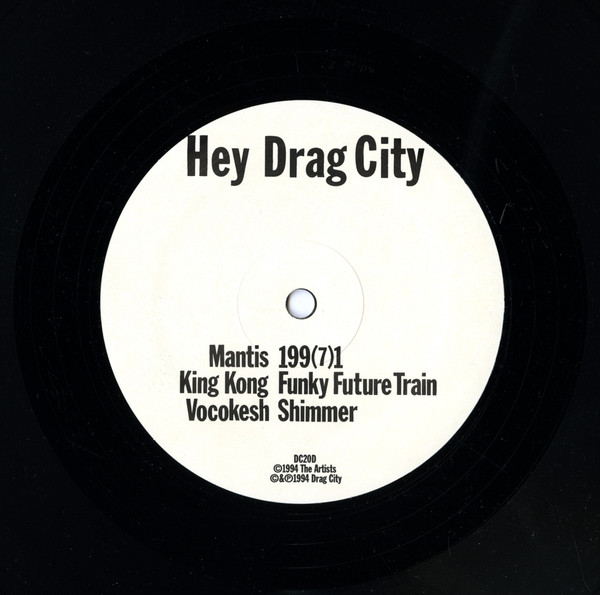 Hey Drag City
Mantis 199(7)1
King Kong Funky Future Train
Vocokesh Shimmer
DC20D
©1994 The Artists
©&℗1994 Drag City